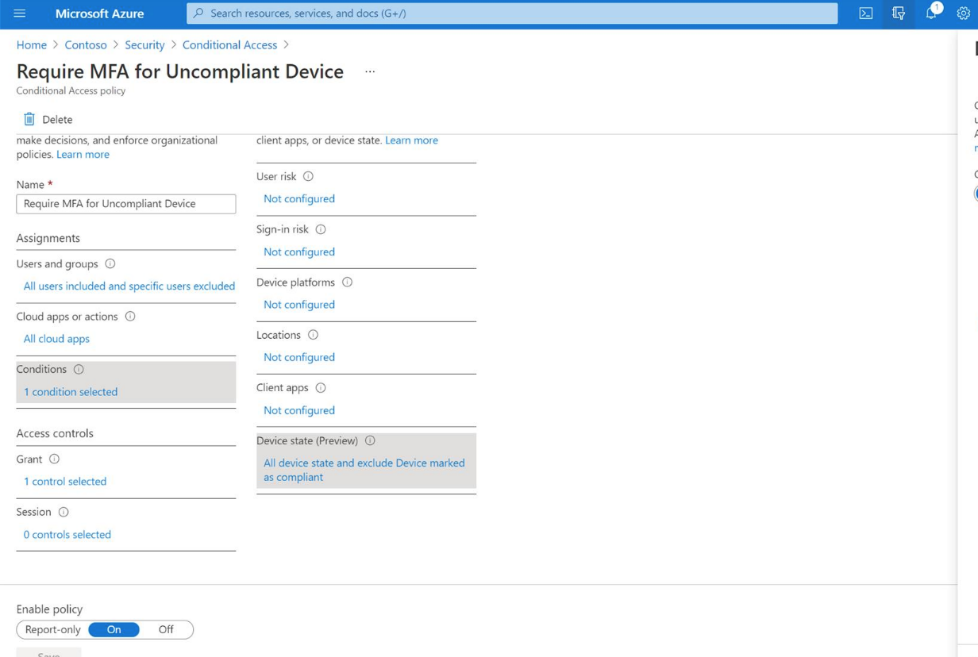 Microsoft Azure
Search resources, services, and docs (G+/)
1
Home > Contoso > Security > Conditional Access >
Require MFA for Uncompliant Device ...
Conditional Access policy
Delete
make decisions, and enforce organizational
policies. Learn more
Name *
Require MFA for Uncompliant Device
Assignments
Users and groups
All users included and specific users excluded
Cloud apps or actions
All cloud apps
Conditions
1 condition selected
Access controls
Grant
1 control selected
Session
0 controls selected
client apps, or device state. Learn more
User risk
Not configured
Sign-in risk
Not configured
Device platforms
Not configured
Locations
Not configured
Client apps
Not configured
Device state (Preview)
All device state and exclude Device marked
as compliant
Enable policy
Report-only On Off
Save